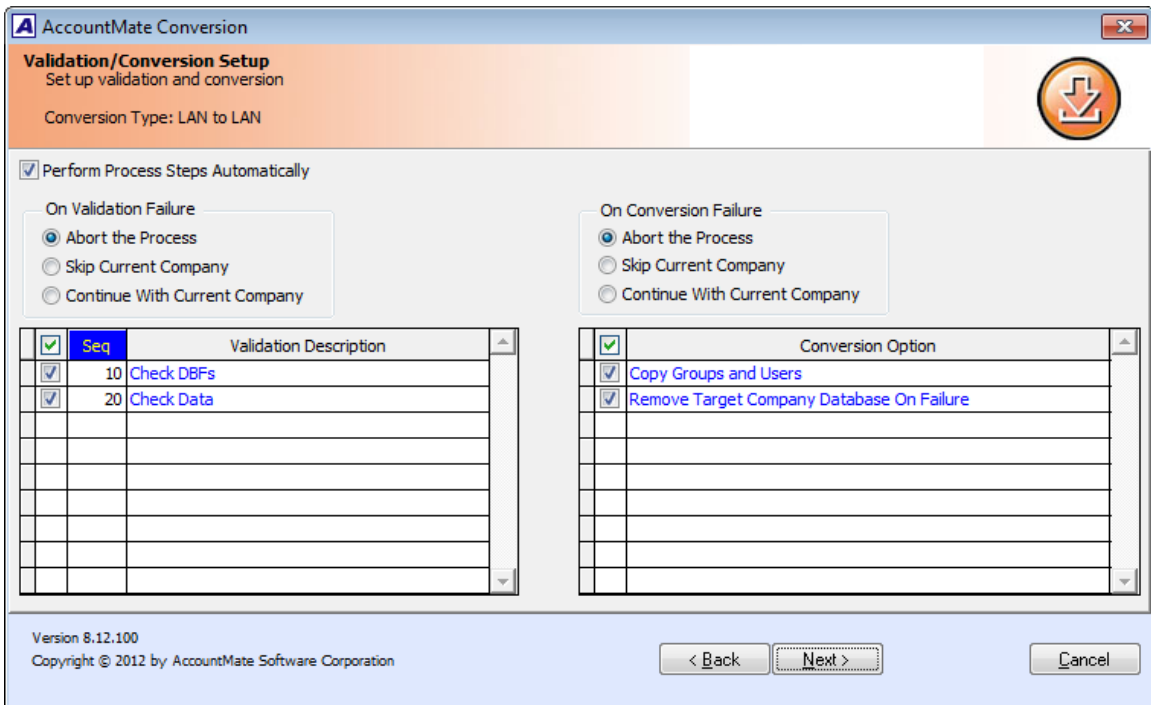 A AccountMate Conversion
Validation/Conversion Setup
Set up validation and conversion
Conversion Type: LAN to LAN
Perform Process Steps Automatically
On Validation Failure
Abort the Process
Skip Current Company
Continue With Current Company
On Conversion Failure
Abort the Process
Skip Current Company
Continue With Current Company
Seq Validation Description
10 Check DBFs
20 Check Data
Conversion Option
Copy Groups and Users
Remove Target Company Database On Failure
Version 8.12.100
Copyright © 2012 by AccountMate Software Corporation
< Back
Next >
Cancel